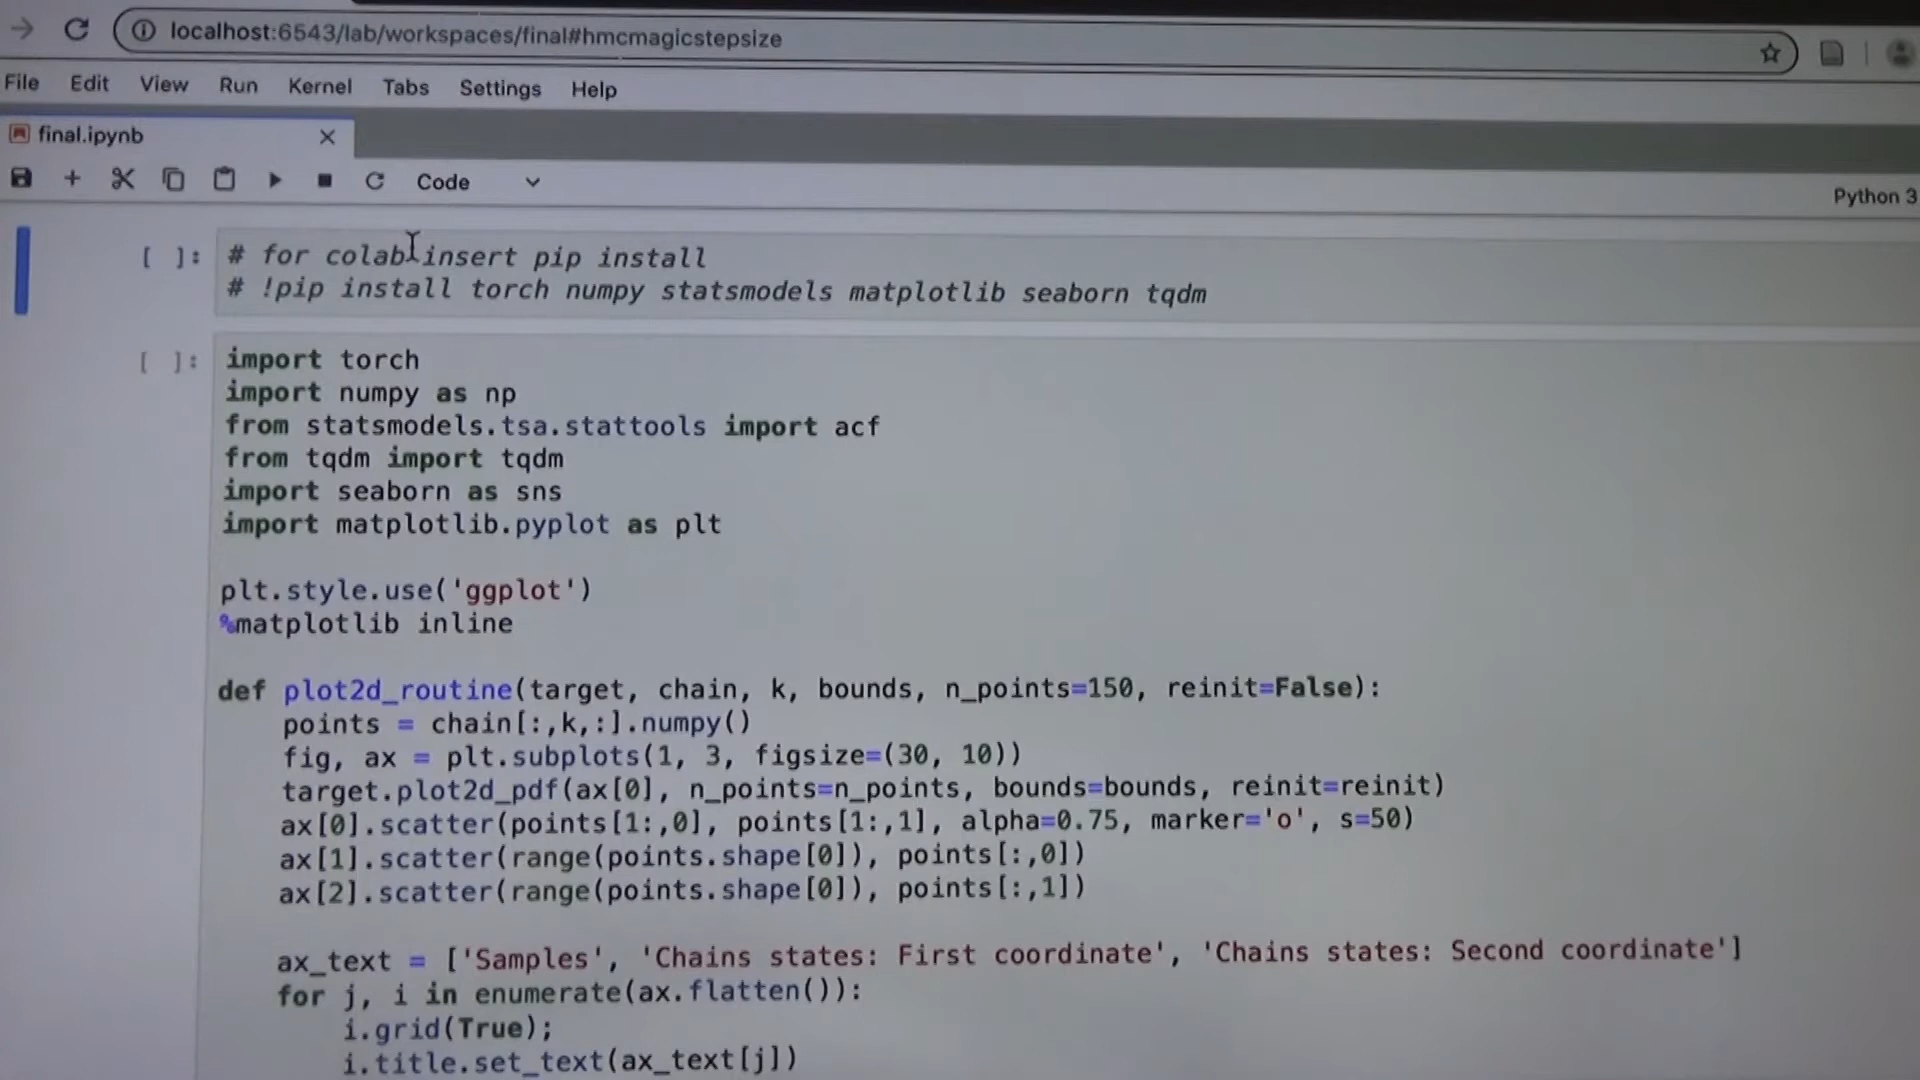 localhost:6543/lab/workspaces/final#hmcmagicstepsize
File Edit View Run Kernel Tabs Settings Help
final.ipynb
Code
Python 3
[ ]: # for colab insert pip install
# !pip install torch numpy statsmodels matplotlib seaborn tqdm
[ ]: import torch
import numpy as np
from statsmodels.tsa.stattools import acf
from tqdm import tqdm
import seaborn as sns
import matplotlib.pyplot as plt
plt.style.use('ggplot')
%matplotlib inline
def plot2d_routine(target, chain, k, bounds, n_points=150, reinit=False):
points = chain[:,k,:].numpy()
fig, ax = plt.subplots(1, 3, figsize=(30, 10))
target.plot2d_pdf(ax[0], n_points=n_points, bounds=bounds, reinit=reinit)
ax[0].scatter(points[1:,0], points[1:,1], alpha=0.75, marker='o', s=50)
ax[1].scatter(range(points.shape[0]), points[:,0])
ax[2].scatter(range(points.shape[0]), points[:,1])
ax_text = ['Samples', 'Chains states: First coordinate', 'Chains states: Second coordinate']
for j, i in enumerate(ax.flatten()):
i.grid(True);
i.title.set_text(ax_text[j])